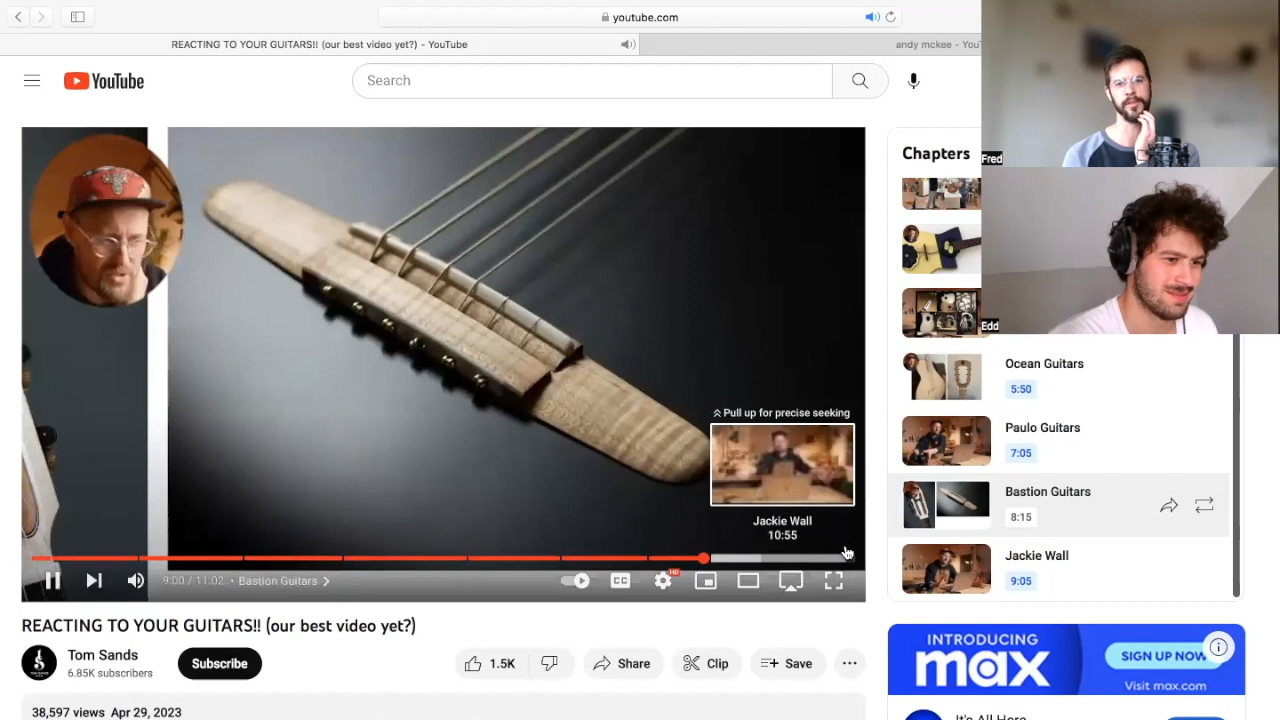 youtube.com
REACTING TO YOUR GUITARS!! (our best video yet?) - YouTube
andy mckee - You
YouTube
Search
Chapters
Fred
Edd
Ocean Guitars
5:50
Paulo Guitars
7:05
Bastion Guitars
8:15
Jackie Wall
9:05
Pull up for precise seeking
Jackie Wall
10:55
9:00 / 11:02 • Bastion Guitars
CC
HD
REACTING TO YOUR GUITARS!! (our best video yet?)
Tom Sands
6.85K subscribers
Subscribe
1.5K
Share
Clip
Save
38,597 views Apr 29, 2023
INTRODUCING
max
SIGN UP NOW
Visit max.com
It's All Here